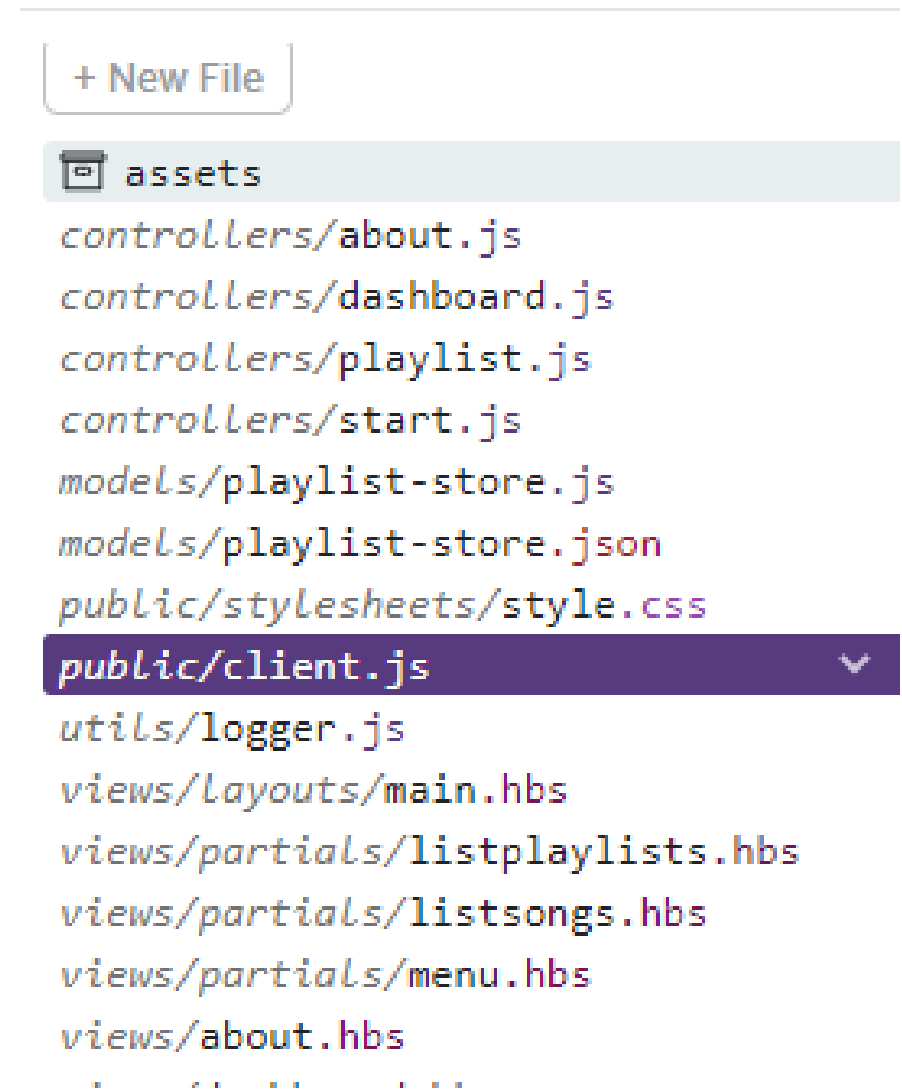 + New File
assets
controllers/about.js
controllers/dashboard.js
controllers/playlist.js
controllers/start.js
models/playlist-store.js
models/playlist-store.json
public/stylesheets/style.css
public/client.js
utils/logger.js
views/layouts/main.hbs
views/partials/listplaylists.hbs
views/partials/listsongs.hbs
views/partials/menu.hbs
views/about.hbs